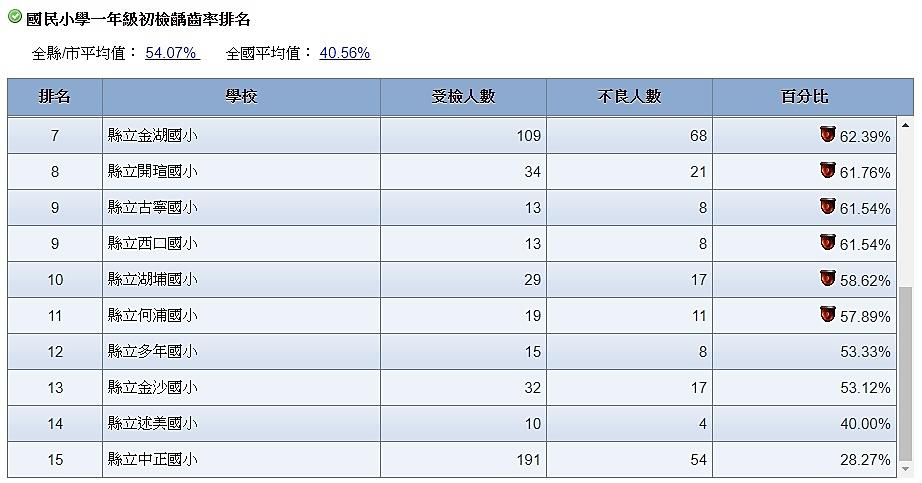 國民小學一年級初檢齲齒率排名
全縣/市平均值： 54.07% 全國平均值： 40.56%
排名 學校 受檢人數 不良人數 百分比
7 縣立金湖國小 109 68 62.39%
8 縣立開瑄國小 34 21 61.76%
9 縣立古寧國小 13 8 61.54%
9 縣立西口國小 13 8 61.54%
10 縣立湖埔國小 29 17 58.62%
11 縣立何浦國小 19 11 57.89%
12 縣立多年國小 15 8 53.33%
13 縣立金沙國小 32 17 53.12%
14 縣立述美國小 10 4 40.00%
15 縣立中正國小 191 54 28.27%